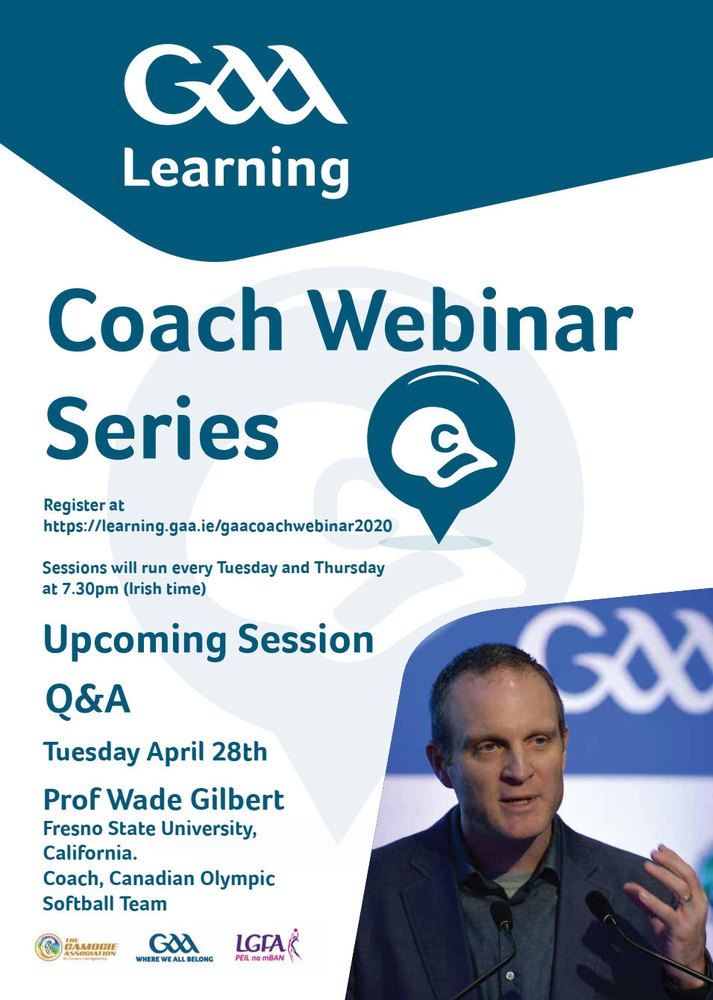 GAA
Learning
Coach Webinar
Series
C
Register at
https://learning.gaa.ie/gaacoachwebinar2020
Sessions will run every Tuesday and Thursday
at 7.30pm (Irish time)
Upcoming Session
Q&A
Tuesday April 28th
Prof Wade Gilbert
Fresno State University,
California.
Coach, Canadian Olympic
Softball Team
GAA
THE
CAMOGIE
ASSOCIATION
An Cumann Camógaíochta
GAA
WHERE WE ALL BELONG
LGFA
PEIL na mBAN